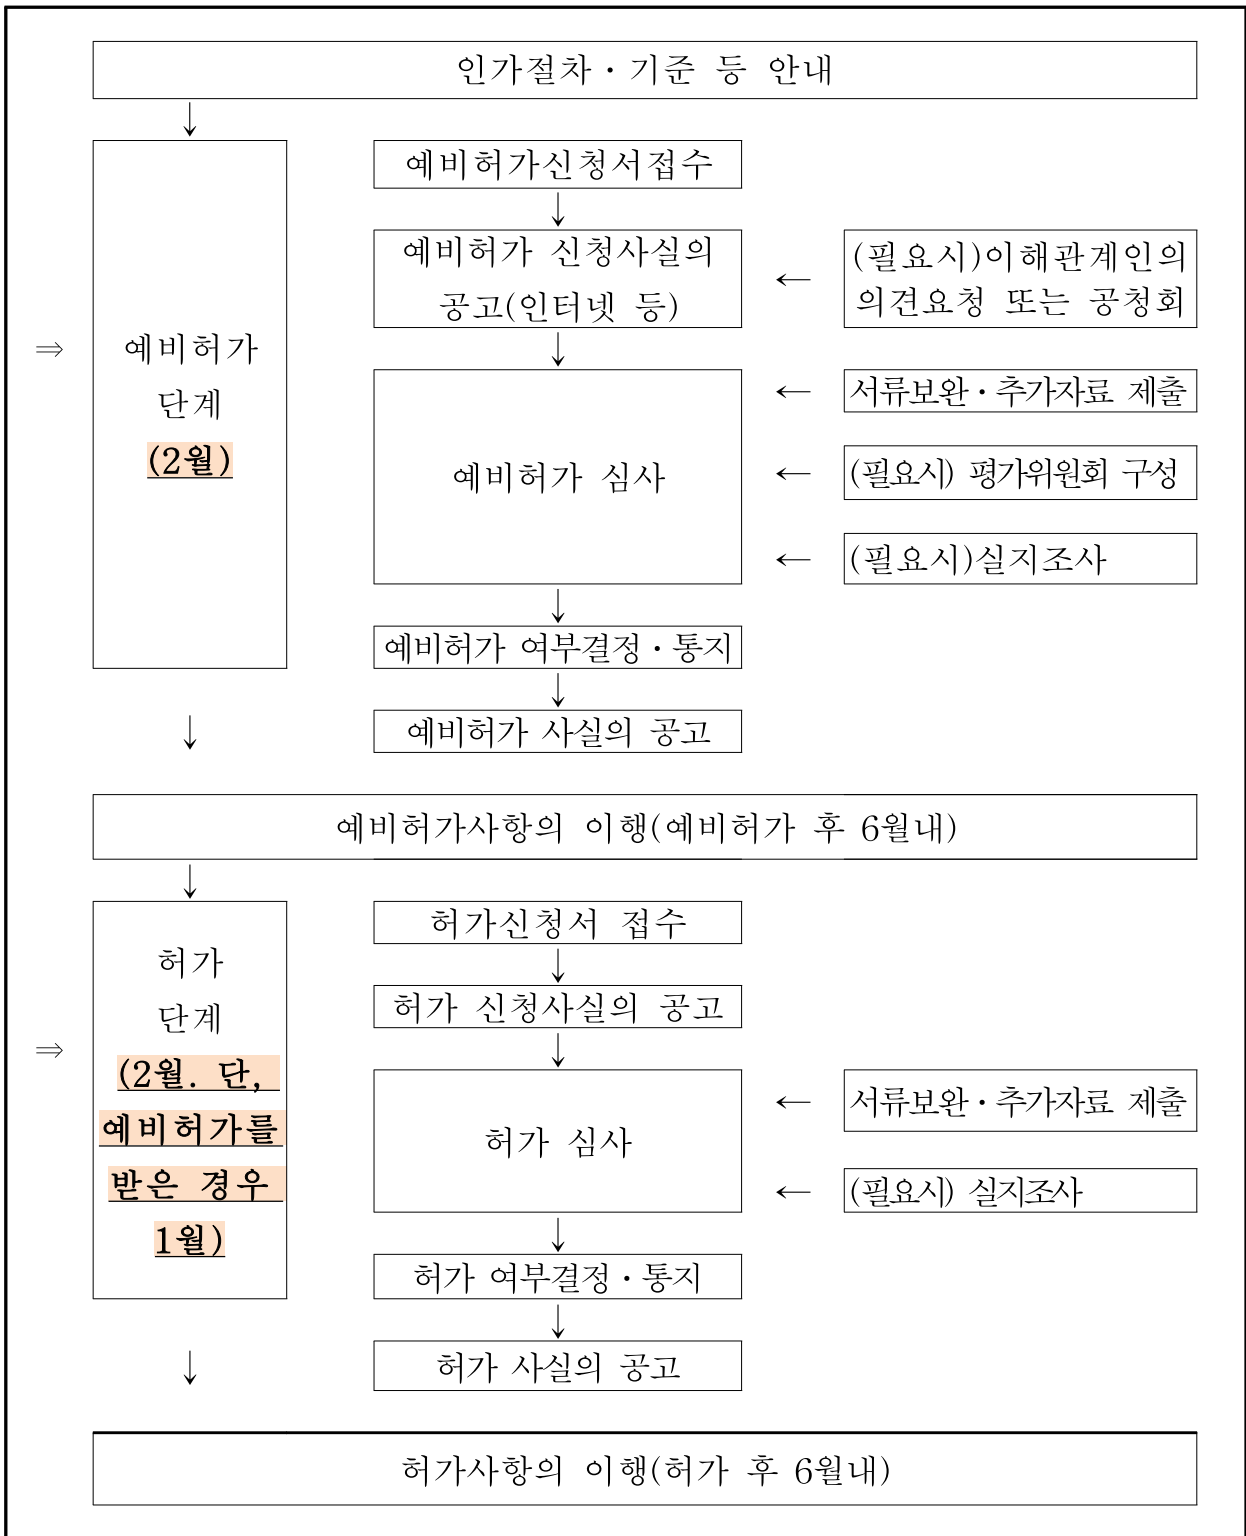 인가절차·기준 등 안내
↓
예비허가신청서접수
↓
예비허가 신청사실의
공고(인터넷 등)
←
(필요시)이해관계인의
의견요청 또는 공청회
⇒
예비허가
단계
(2월)
↓
예비허가 심사
←
서류보완·추가자료 제출
←
(필요시) 평가위원회 구성
←
(필요시)실지조사
↓
예비허가 여부결정·통지
↓
↓
예비허가 사실의 공고
예비허가사항의 이행(예비허가 후 6월내)
↓
허가신청서 접수
↓
허가 신청사실의 공고
⇒
허가
단계
(2월. 단,
예비허가를
받은 경우
1월)
↓
허가 심사
←
서류보완·추가자료 제출
←
(필요시) 실지조사
↓
허가 여부결정·통지
↓
↓
허가 사실의 공고
허가사항의 이행(허가 후 6월내)